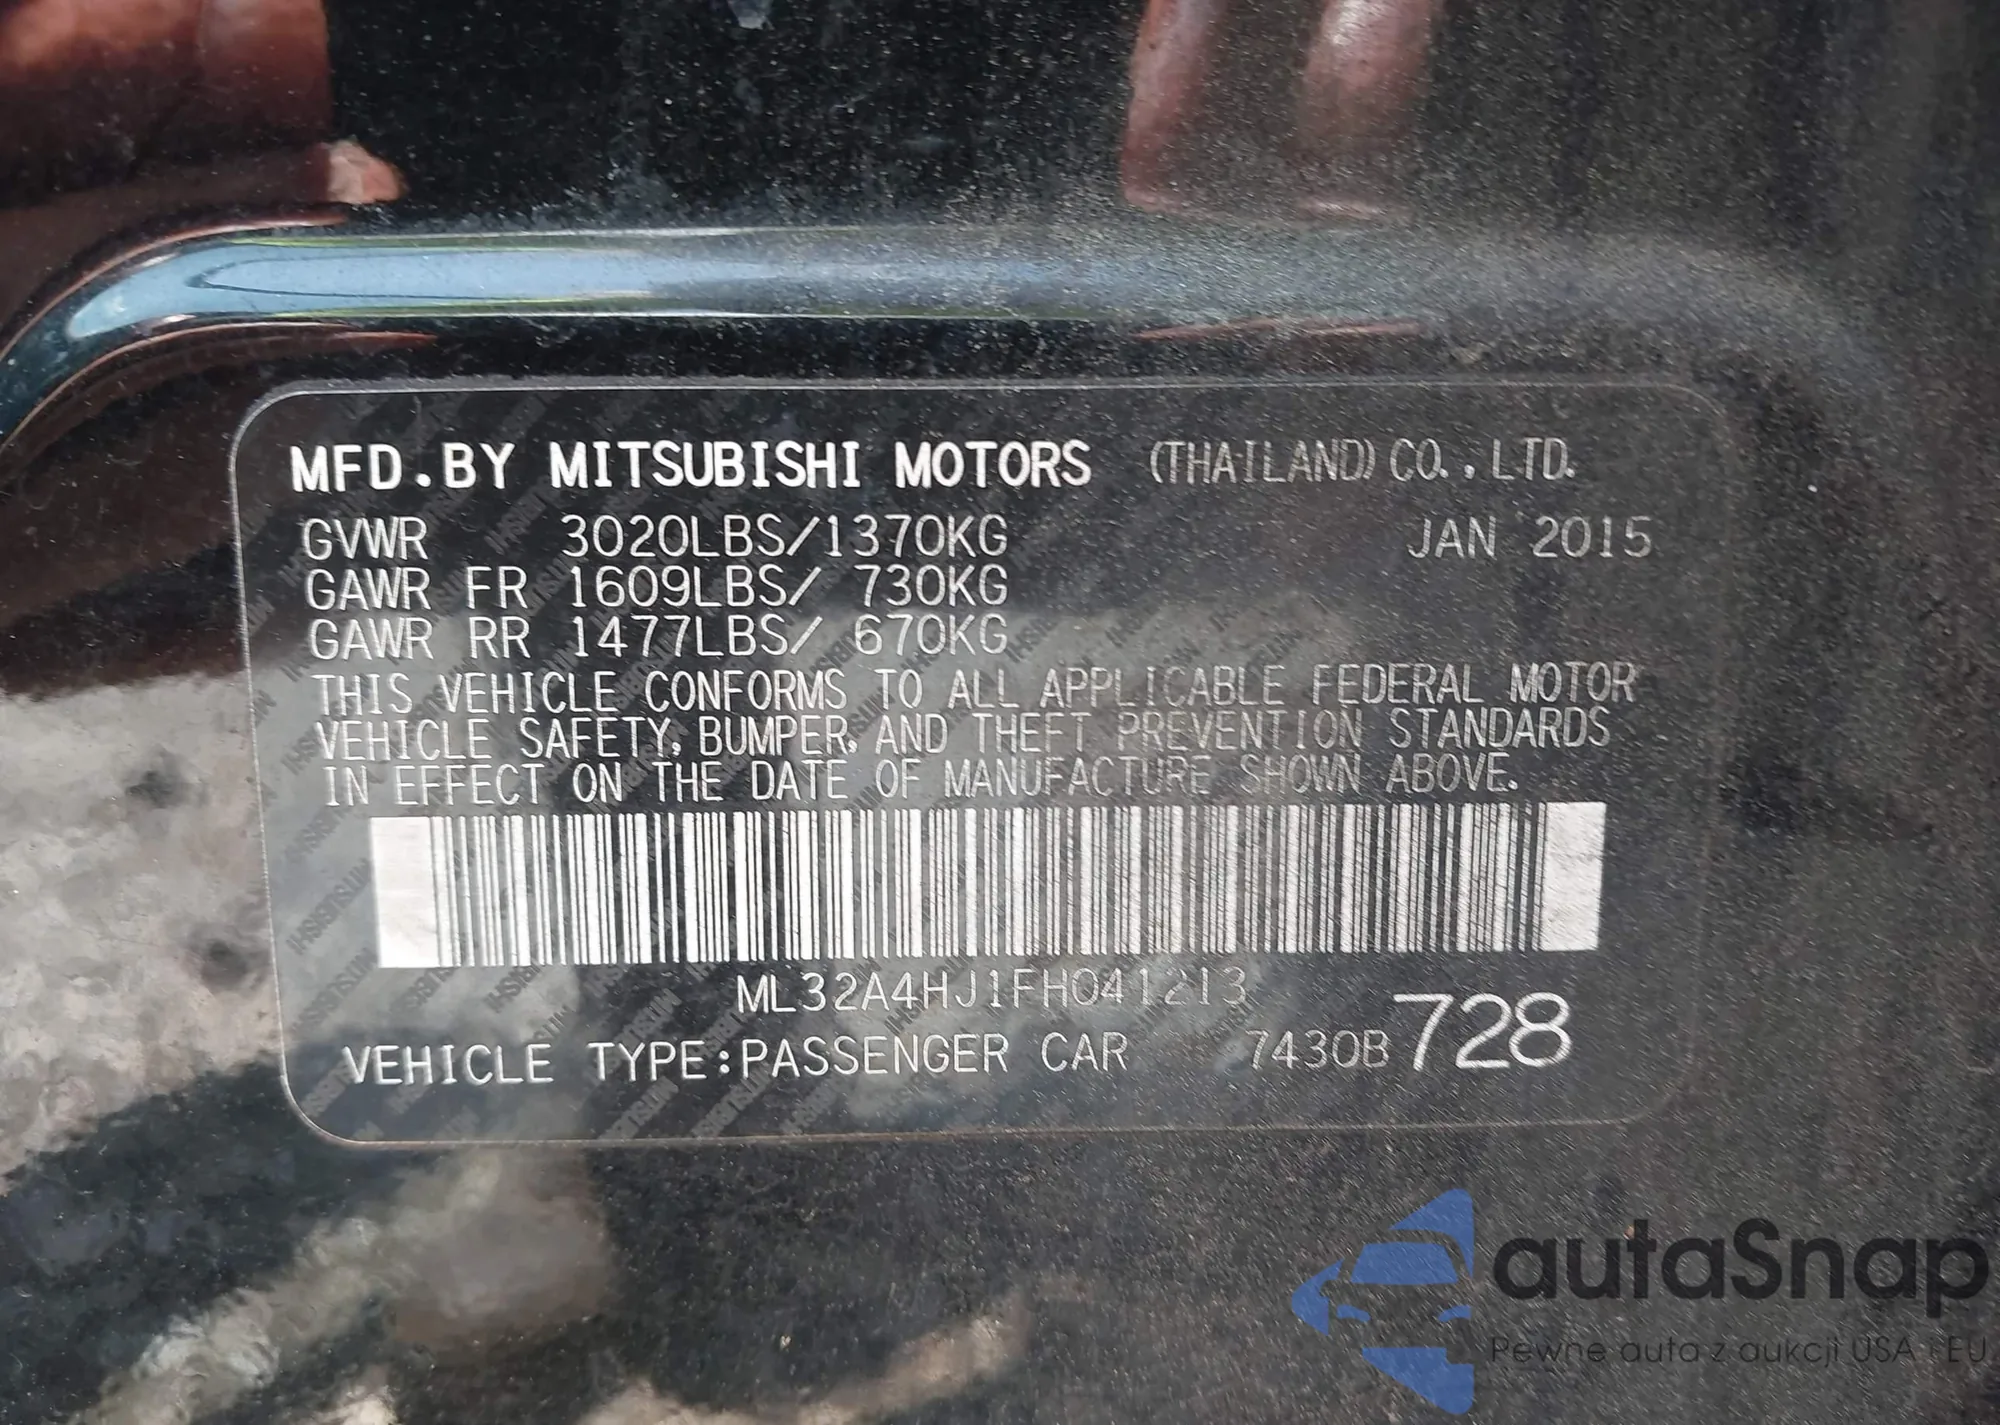 MFD.BY MITSUBISHI MOTORS (THAILAND) CO.,LTD.
GVWR 3020LBS/1370KG JAN 2015
GAWR FR 1609LBS/ 730KG
GAWR RR 1477LBS/ 670KG
THIS VEHICLE CONFORMS TO ALL APPLICABLE FEDERAL MOTOR
VEHICLE SAFETY, BUMPER, AND THEFT PREVENTION STANDARDS
IN EFFECT ON THE DATE OF MANUFACTURE SHOWN ABOVE.
ML32A4HJ1FH041213
VEHICLE TYPE:PASSENGER CAR 7430B 728
autaSnap
Pewne auta z aukcji USA i EU